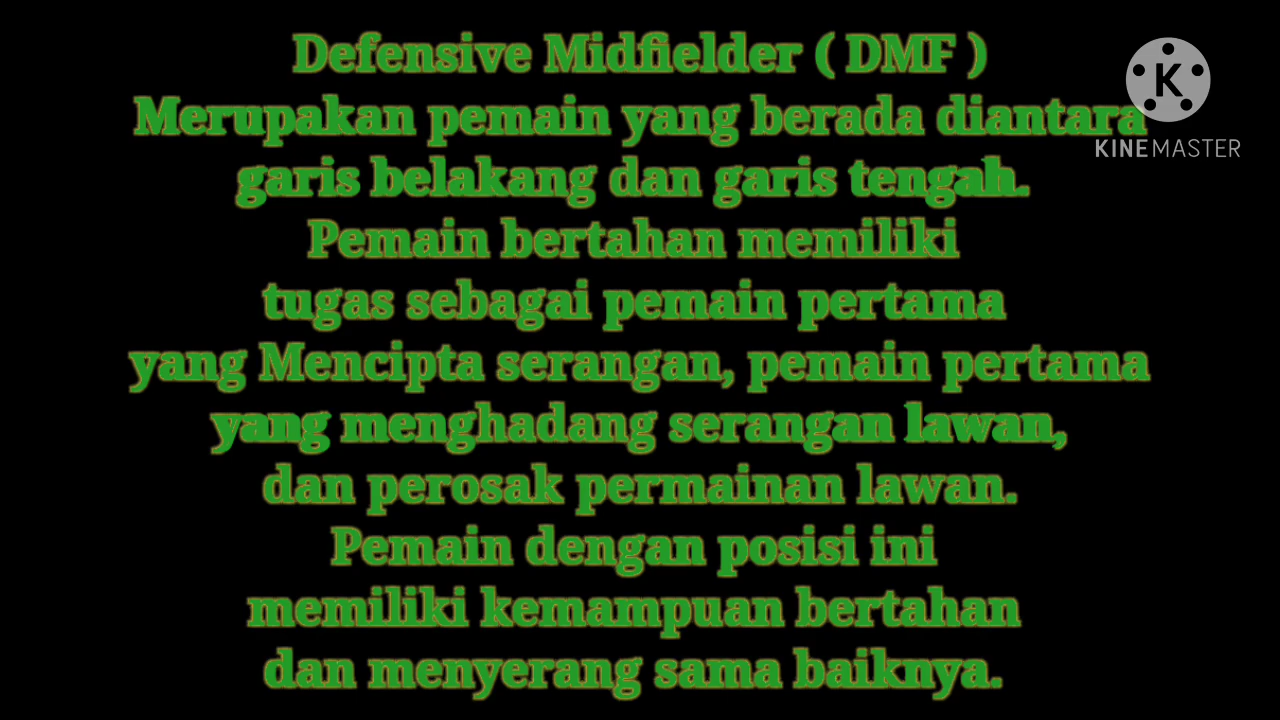 Defensive Midfielder ( DMF )
Merupakan pemain yang berada diantara
garis belakang dan garis tengah.
Pemain bertahan memiliki
tugas sebagai pemain pertama
yang Mencipta serangan, pemain pertama
yang menghadang serangan lawan,
dan perosak permainan lawan.
Pemain dengan posisi ini
memiliki kemampuan bertahan
dan menyerang sama baiknya.
K
KINEMASTER